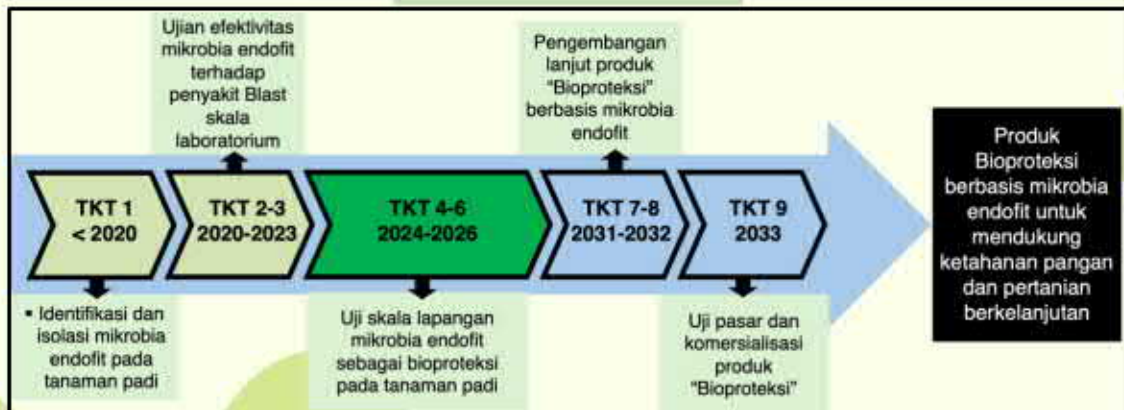 Ujian efektivitas
mikrobia endofit
terhadap
penyakit Blast
skala
laboratorium
Pengembangan
lanjut produk
"Bioproteksi"
berbasis mikrobia
endofit
TKT 1
< 2020
TKT 2-3
2020-2023
TKT 4-6
2024-2026
TKT 7-8
2031-2032
TKT 9
2033
▪ Identifikasi dan
isolasi mikrobia
endofit pada
tanaman padi
Uji skala lapangan
mikrobia endofit
sebagai bioproteksi
pada tanaman padi
Uji pasar dan
komersialisasi
produk
"Bioproteksi"
Produk
Bioproteksi
berbasis mikrobia
endofit untuk
mendukung
ketahanan pangan
dan pertanian
berkelanjutan